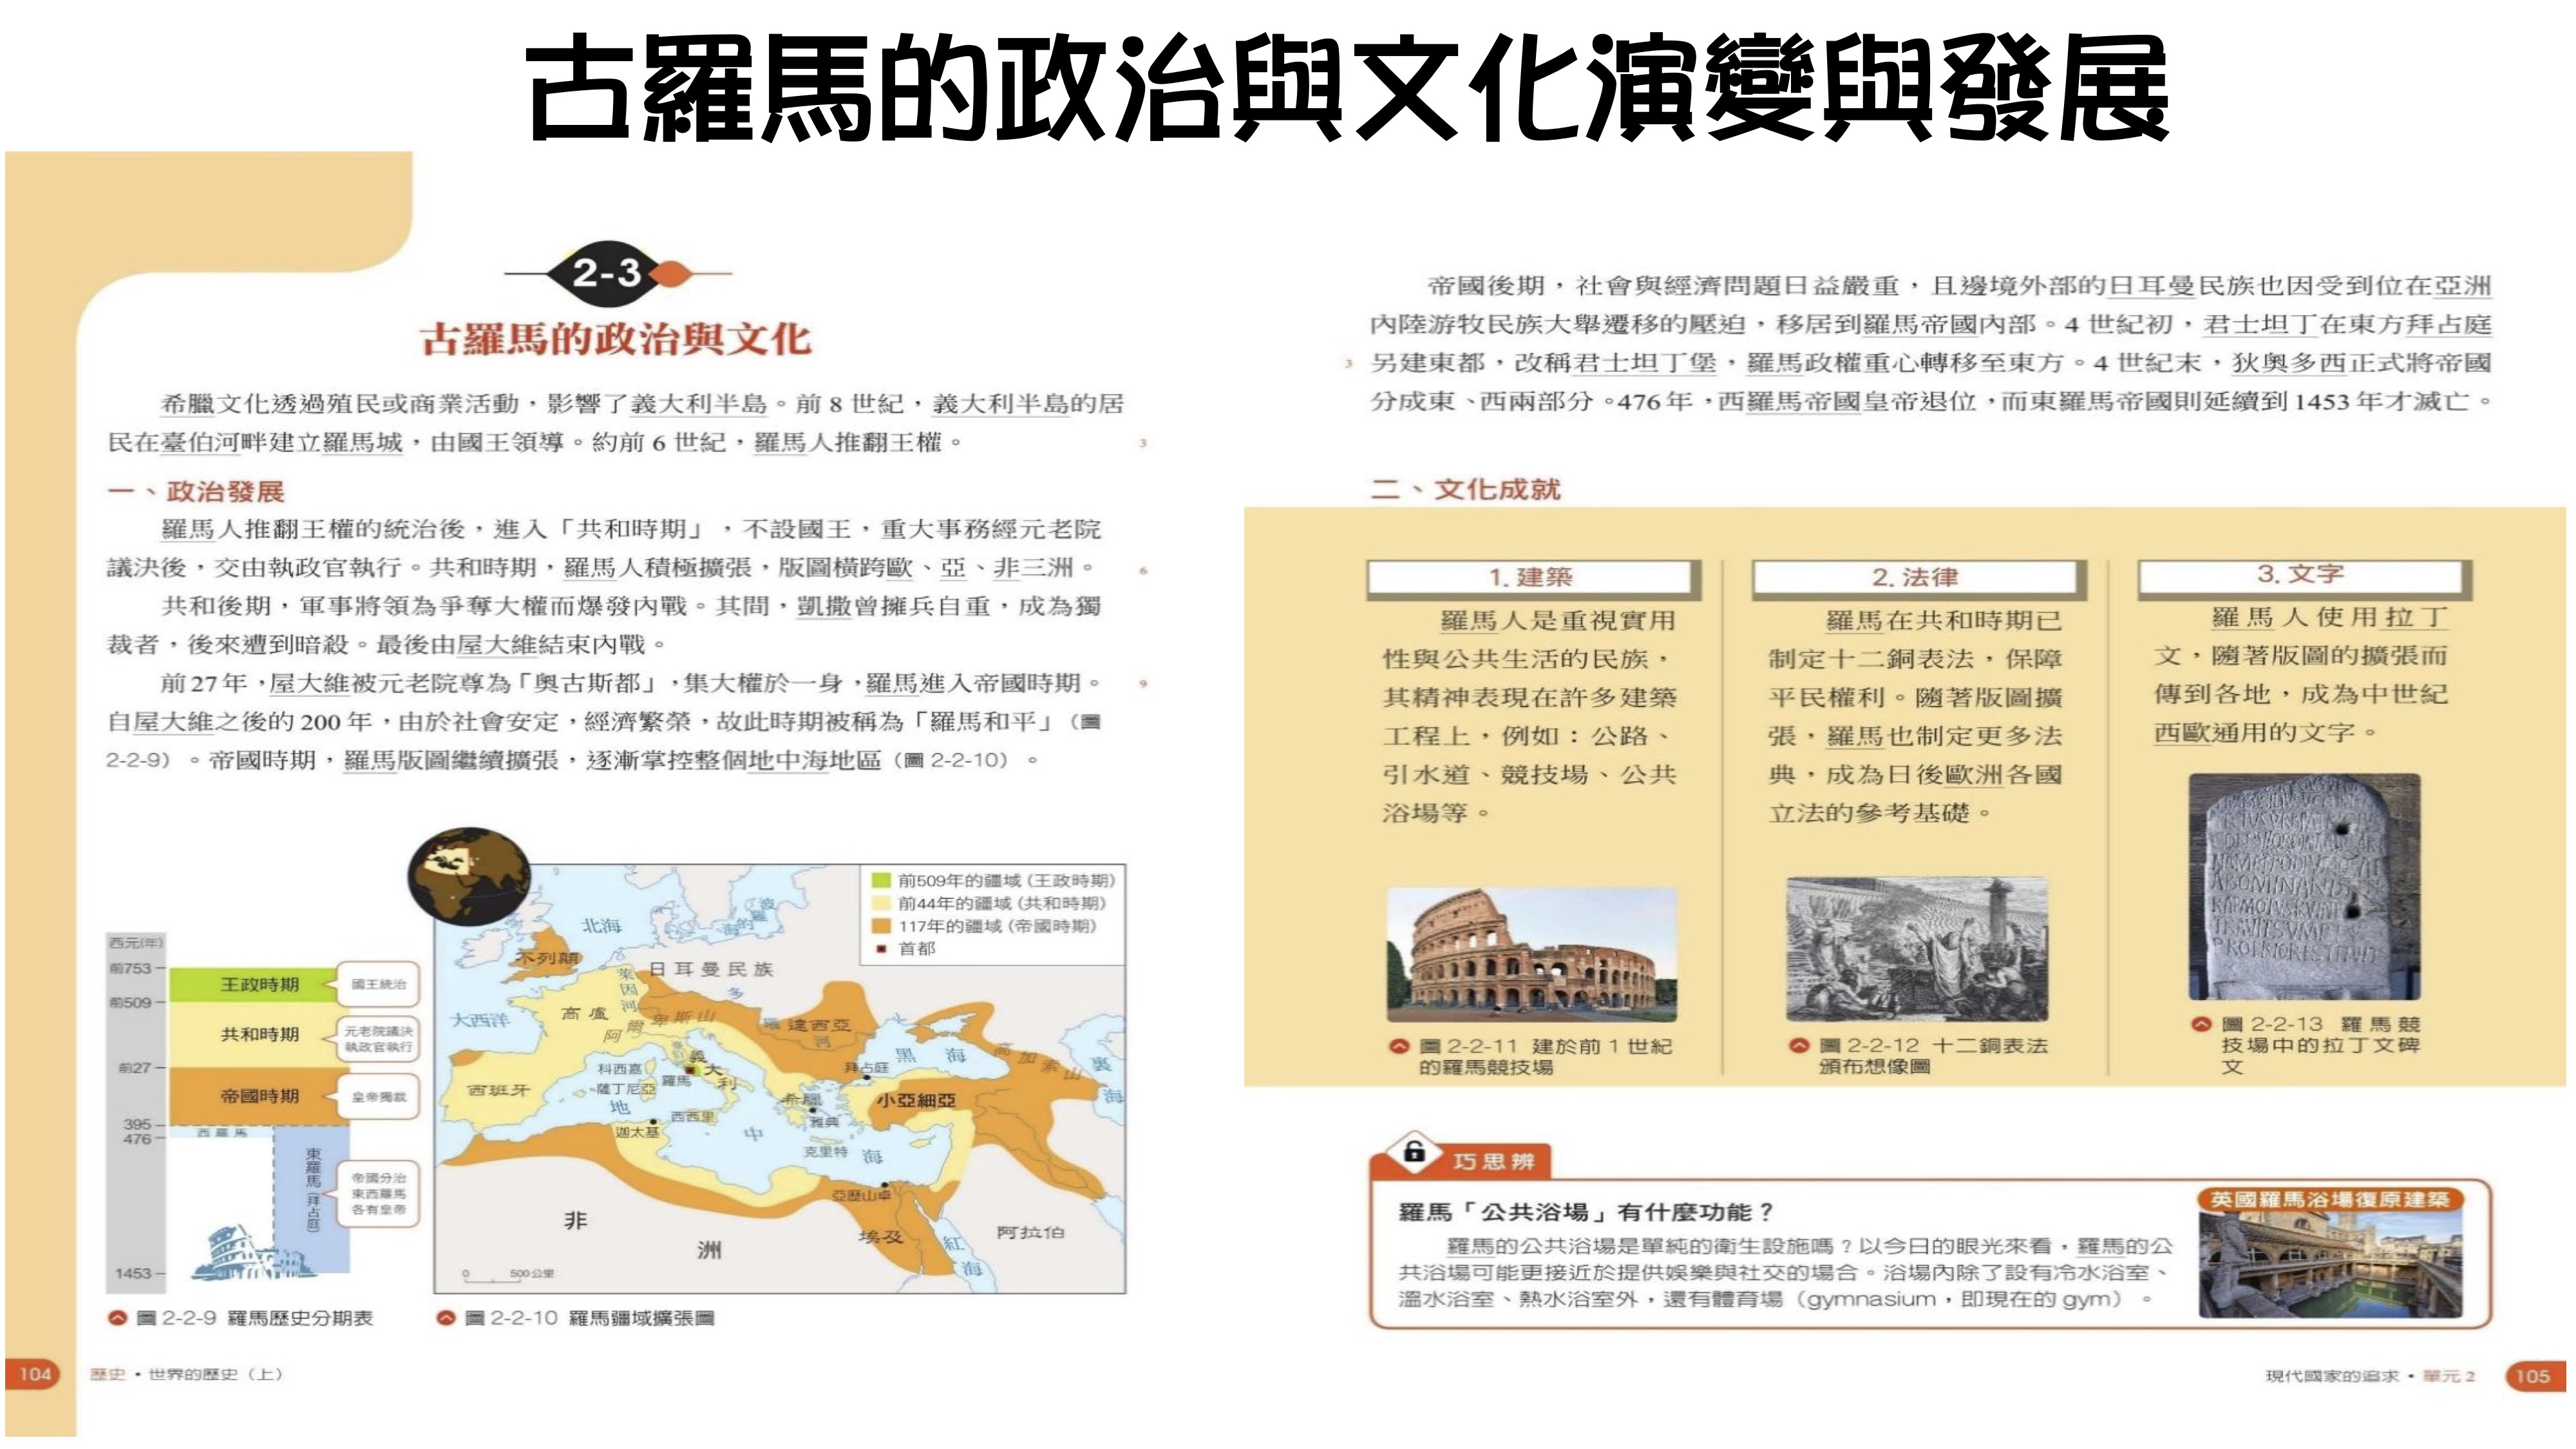 古羅馬的政治與文化演變與發展
2-3
古羅馬的政治與文化
希臘文化透過殖民或商業活動，影響了義大利半島。前 8 世紀，義大利半島的居
民在臺伯河畔建立羅馬城，由國王領導。約前 6 世紀，羅馬人推翻王權。
3
一、政治發展
羅馬人推翻王權的統治後，進入「共和時期」，不設國王，重大事務經元老院
議決後，交由執政官執行。共和時期，羅馬人積極擴張，版圖橫跨歐、亞、非三洲。
6
共和後期，軍事將領為爭奪大權而爆發內戰。其間，凱撒曾擁兵自重，成為獨
裁者，後來遭到暗殺。最後由屋大維結束內戰。
前27年，屋大維被元老院尊為「奧古斯都」，集大權於一身，羅馬進入帝國時期。
9
自屋大維之後的 200 年，由於社會安定，經濟繁榮，故此時期被稱為「羅馬和平」（圖
2-2-9）。帝國時期，羅馬版圖繼續擴張，逐漸掌控整個地中海地區（圖 2-2-10）。
西元(年)
前753
王政時期
國王統治
前509
共和時期
元老院議決
執政官執行
前27
帝國時期
皇帝獨裁
395
476
西羅馬
東羅馬（拜占庭）
帝國分治
東西羅馬
各有皇帝
1453
圖 2-2-9 羅馬歷史分期表
前509年的疆域 (王政時期)
前44年的疆域 (共和時期)
117年的疆域 (帝國時期)
首都
北海
波羅的海
不列顛
日耳曼民族
萊因河
多瑙河
大西洋
高盧
阿爾卑斯山
達西亞
黑海
高加索山
裏海
義大利
科西嘉
羅馬
薩丁尼亞
拜占庭
西班牙
希臘
小亞細亞
地中海
西西里
雅典
迦太基
克里特
亞歷山卓
非洲
埃及
紅海
阿拉伯
0 500公里
圖 2-2-10 羅馬疆域擴張圖
104
歷史・世界的歷史（上）
帝國後期，社會與經濟問題日益嚴重，且邊境外部的日耳曼民族也因受到位在亞洲
內陸游牧民族大舉遷移的壓迫，移居到羅馬帝國內部。4 世紀初，君士坦丁在東方拜占庭
3
另建東都，改稱君士坦丁堡，羅馬政權重心轉移至東方。4 世紀末，狄奧多西正式將帝國
分成東、西兩部分。476 年，西羅馬帝國皇帝退位，而東羅馬帝國則延續到 1453 年才滅亡。
二、文化成就
1. 建築
羅馬人是重視實用
性與公共生活的民族，
其精神表現在許多建築
工程上，例如：公路、
引水道、競技場、公共
浴場等。
圖 2-2-11 建於前 1 世紀
的羅馬競技場
2. 法律
羅馬在共和時期已
制定十二銅表法，保障
平民權利。隨著版圖擴
張，羅馬也制定更多法
典，成為日後歐洲各國
立法的參考基礎。
圖 2-2-12 十二銅表法
頒布想像圖
3. 文字
羅馬人使用拉丁
文，隨著版圖的擴張而
傳到各地，成為中世紀
西歐通用的文字。
圖 2-2-13 羅馬競
技場中的拉丁文碑
文
巧思辨
羅馬「公共浴場」有什麼功能？
羅馬的公共浴場是單純的衛生設施嗎？以今日的眼光來看，羅馬的公
共浴場可能更接近於提供娛樂與社交的場合。浴場內除了設有冷水浴室、
溫水浴室、熱水浴室外，還有體育場（gymnasium，即現在的 gym）。
英國羅馬浴場復原建築
現代國家的追求・單元 2
105